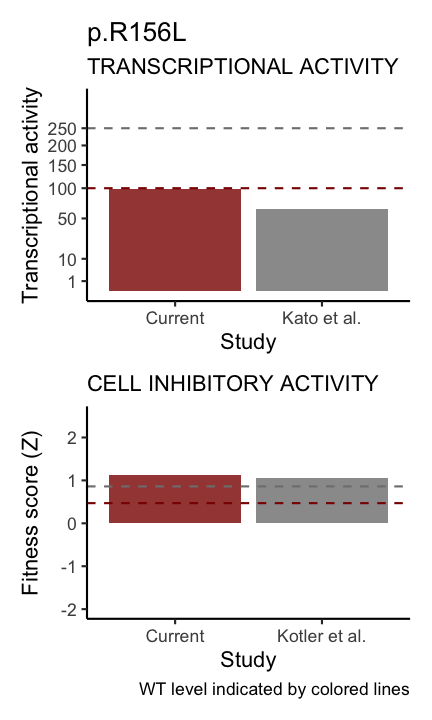 p.R156L
TRANSCRIPTIONAL ACTIVITY
Transcriptional activity
250
200
150
100
50
10
1
Current
Kato et al.
Study
CELL INHIBITORY ACTIVITY
Fitness score (Z)
2
1
0
-1
-2
Current
Kotler et al.
Study
WT level indicated by colored lines